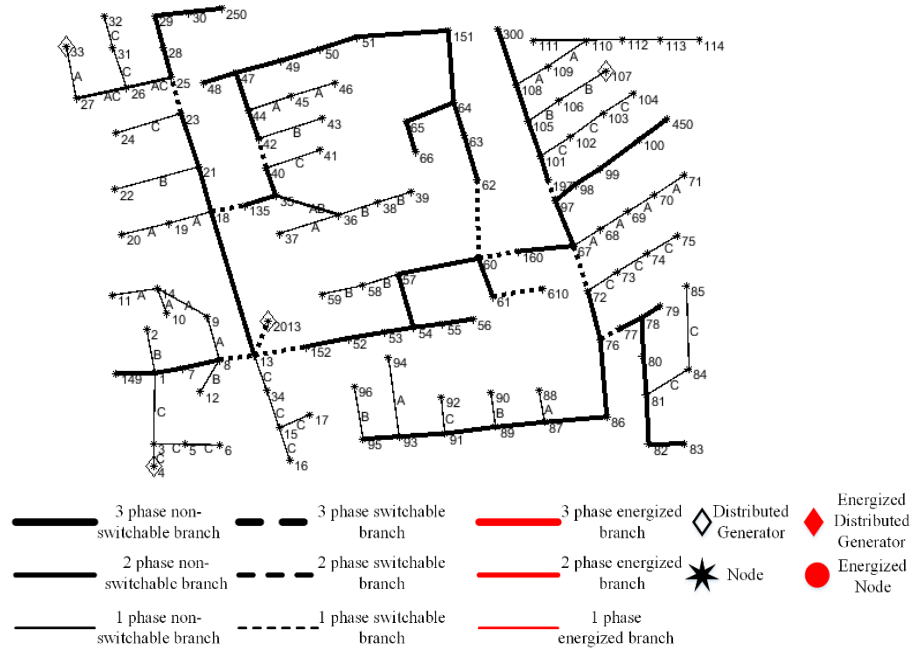 32
29
30
250
33
31
28
A
C
27
AC
26
AC
25
48
47
49
50
51
151
300
111
110
112
113
114
A
109
108
107
B
106
B
105
104
C
103
C
102
C
101
23
C
24
44
A
45
A
46
43
B
42
41
C
40
64
65
66
63
62
450
100
99
98
197
97
21
B
22
18
A
19
A
20
135
35
AB
36
B
38
B
39
A
37
71
A
70
A
69
A
68
A
67
75
C
74
C
73
C
72
60
160
61
610
57
B
58
B
59
14
A
11
A
A
10
9
A
2
B
2013
56
55
54
53
52
152
13
149
1
7
8
B
12
C
3
C
5
C
6
C
4
C
34
C
15
C
17
C
16
85
C
84
C
79
78
77
76
80
81
82
83
86
94
A
96
B
95
93
92
C
91
90
B
89
88
A
87
3 phase non-
switchable branch
3 phase switchable
branch
3 phase energized
branch
Distributed
Generator
Energized
Distributed
Generator
2 phase non-
switchable branch
2 phase switchable
branch
2 phase energized
branch
Node
Energized
Node
1 phase non-
switchable branch
1 phase switchable
branch
1 phase
energized branch